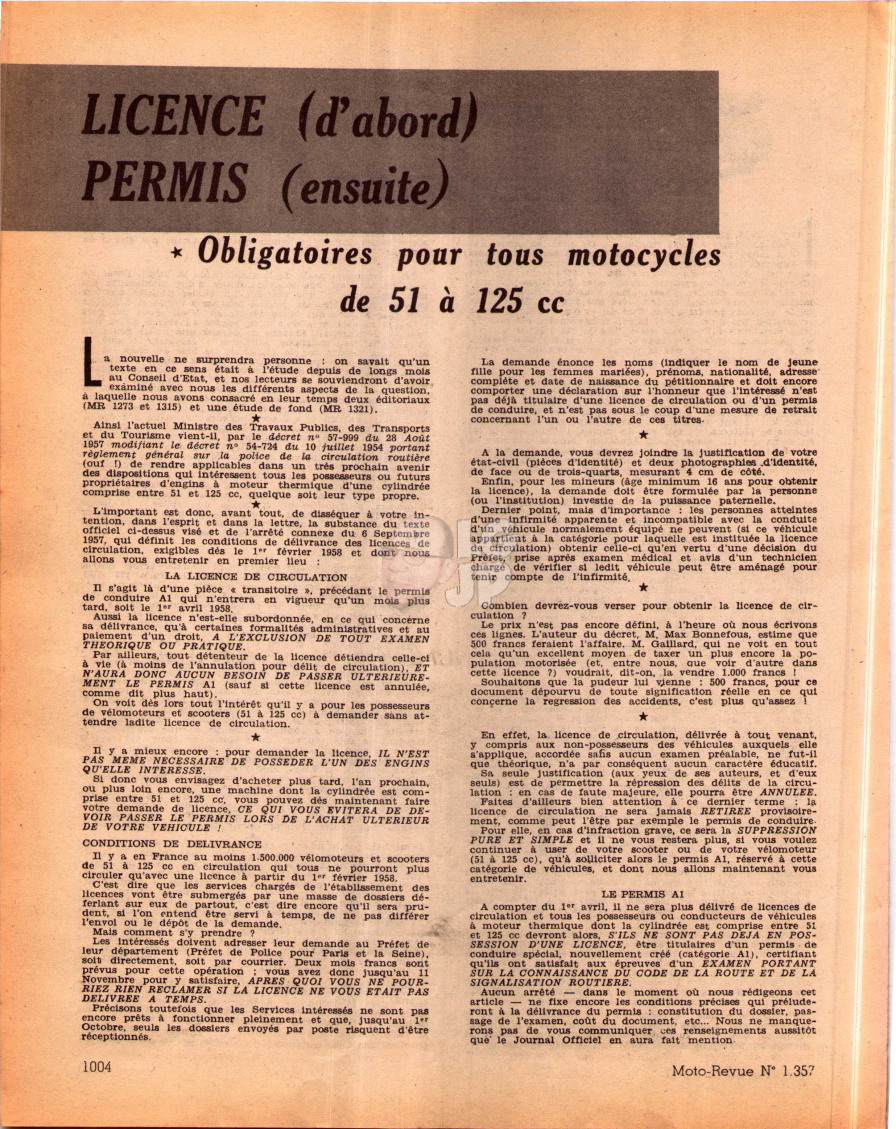 LICENCE (d'abord)
PERMIS (ensuite)
* Obligatoires pour tous motocycles
de 51 à 125 cc
La nouvelle ne surprendra personne : on savait qu'un
texte en ce sens était à l'étude depuis de longs mois
au Conseil d'Etat, et nos lecteurs se souviendront d'avoir
examiné avec nous les différents aspects de la question,
à laquelle nous avons consacré en leur temps deux éditoriaux
(MR 1273 et 1315) et une étude de fond (MR 1321).
★
Ainsi l'actuel Ministre des Travaux Publics, des Transports
et du Tourisme vient-il, par le décret n° 57-999 du 28 Août
1957 modifiant le décret n° 54-724 du 10 juillet 1954 portant
règlement général sur la police de la circulation routière
(ouf !) de rendre applicables dans un très prochain avenir
des dispositions qui intéressent tous les possesseurs ou futurs
propriétaires d'engins à moteur thermique d'une cylindrée
comprise entre 51 et 125 cc, quelque soit leur type propre.
★
L'important est donc, avant tout, de disséquer à votre in-
tention, dans l'esprit et dans la lettre, la substance du texte
officiel ci-dessus visé et de l'arrêté connexe du 6 Septembre
1957, qui définit les conditions de délivrance des licences de
circulation, exigibles dès le 1er février 1958 et dont nous
allons vous entretenir en premier lieu :
LA LICENCE DE CIRCULATION
Il s'agit là d'une pièce « transitoire », précédant le permis
de conduire A1 qui n'entrera en vigueur qu'un mois plus
tard, soit le 1er avril 1958.
Aussi la licence n'est-elle subordonnée, en ce qui concerne
sa délivrance, qu'à certaines formalités administratives et au
paiement d'un droit, A L'EXCLUSION DE TOUT EXAMEN
THEORIQUE OU PRATIQUE.
Par ailleurs, tout détenteur de la licence détiendra celle-ci
à vie (à moins de l'annulation pour délit de circulation), ET
N'AURA DONC AUCUN BESOIN DE PASSER ULTERIEURE-
MENT LE PERMIS A1 (sauf si cette licence est annulée,
comme dit plus haut).
On voit dès lors tout l'intérêt qu'il y a pour les possesseurs
de vélomoteurs et scooters (51 à 125 cc) à demander sans at-
tendre ladite licence de circulation.
★
Il y a mieux encore : pour demander la licence, IL N'EST
PAS MEME NECESSAIRE DE POSSEDER L'UN DES ENGINS
QU'ELLE INTERESSE.
Si donc vous envisagez d'acheter plus tard, l'an prochain,
ou plus loin encore, une machine dont la cylindrée est com-
prise entre 51 et 125 cc, vous pouvez dès maintenant faire
votre demande de licence, CE QUI VOUS EVITERA DE DE-
VOIR PASSER LE PERMIS LORS DE L'ACHAT ULTERIEUR
DE VOTRE VEHICULE !
CONDITIONS DE DELIVRANCE
Il y a en France au moins 1.500.000 vélomoteurs et scooters
de 51 à 125 cc en circulation qui tous ne pourront plus
circuler qu'avec une licence à partir du 1er février 1958.
C'est dire que les services chargés de l'établissement des
licences vont être submergés par une masse de dossiers dé-
ferlant sur eux de partout, c'est dire encore qu'il sera pru-
dent, si l'on entend être servi à temps, de ne pas différer
l'envoi ou le dépôt de la demande.
Mais comment s'y prendre ?
Les intéressés doivent adresser leur demande au Préfet de
leur département (Préfet de Police pour Paris et la Seine),
soit directement, soit par courrier. Deux mois francs sont
prévus pour cette opération ; vous avez donc jusqu'au 11
Novembre pour y satisfaire, APRES QUOI VOUS NE POUR-
RIEZ RIEN RECLAMER SI LA LICENCE NE VOUS ETAIT PAS
DELIVREE A TEMPS.
Précisons toutefois que les Services intéressés ne sont pas
encore prêts à fonctionner pleinement et que, jusqu'au 1er
Octobre, seuls les dossiers envoyés par poste risquent d'être
réceptionnés.
La demande énonce les noms (indiquer le nom de jeune
fille pour les femmes mariées), prénoms, nationalité, adresse
complète et date de naissance du pétitionnaire et doit encore
comporter une déclaration sur l'honneur que l'intéressé n'est
pas déjà titulaire d'une licence de circulation ou d'un permis
de conduire, et n'est pas sous le coup d'une mesure de retrait
concernant l'un ou l'autre de ces titres.
★
A la demande, vous devrez joindre la justification de votre
état-civil (pièces d'identité) et deux photographies d'identité,
de face ou de trois-quarts, mesurant 4 cm de côté.
Enfin, pour les mineurs (âge minimum 16 ans pour obtenir
la licence), la demande doit être formulée par la personne
(ou l'institution) investie de la puissance paternelle.
Dernier point, mais d'importance : les personnes atteintes
d'un infirmité apparente et incompatible avec la conduite
d'un véhicule normalement équipé ne peuvent (si ce véhicule
appartient à la catégorie pour laquelle est instituée la licence
de circulation) obtenir celle-ci qu'en vertu d'une décision du
Préfet, prise après examen médical et avis d'un technicien
chargé de vérifier si ledit véhicule peut être aménagé pour
tenir compte de l'infirmité.
★
Combien devrez-vous verser pour obtenir la licence de cir-
culation ?
Le prix n'est pas encore défini, à l'heure où nous écrivons
ces lignes. L'auteur du décret, M. Max Bonnefous, estime que
500 francs feraient l'affaire. M. Gaillard, qui ne voit en tout
cela qu'un excellent moyen de taxer un plus encore la po-
pulation motorisée (et, entre nous, que voir d'autre dans
cette licence ?) voudrait, dit-on, la vendre 1.000 francs !
Souhaitons que la pudeur lui vienne : 500 francs, pour ce
document dépourvu de toute signification réelle en ce qui
concerne la regression des accidents, c'est plus qu'assez !
★
En effet, la licence de circulation, délivrée à tout venant,
y compris aux non-possesseurs des véhicules auxquels elle
s'applique, accordée sans aucun examen préalable, ne fut-il
que théorique, n'a par conséquent aucun caractère éducatif.
Sa seule justification (aux yeux de ses auteurs, et d'eux
seuls) est de permettre la répression des délits de la circu-
lation : en cas de faute majeure, elle pourra être ANNULEE.
Faites d'ailleurs bien attention à ce dernier terme : la
licence de circulation ne sera jamais RETIREE provisoire-
ment, comme peut l'être par exemple le permis de conduire.
Pour elle, en cas d'infraction grave, ce sera la SUPPRESSION
PURE ET SIMPLE et il ne vous restera plus, si vous voulez
continuer à user de votre scooter ou de votre vélomoteur
(51 à 125 cc), qu'à solliciter alors le permis A1, réservé à cette
catégorie de véhicules, et dont nous allons maintenant vous
entretenir.
LE PERMIS A1
A compter du 1er avril, il ne sera plus délivré de licences de
circulation et tous les possesseurs ou conducteurs de véhicules
à moteur thermique dont la cylindrée est comprise entre 51
et 125 cc devront alors, S'ILS NE SONT PAS DEJA EN POS-
SESSION D'UNE LICENCE, être titulaires d'un permis de
conduire spécial, nouvellement créé (catégorie A1), certifiant
qu'ils ont satisfait aux épreuves d'un EXAMEN PORTANT
SUR LA CONNAISSANCE DU CODE DE LA ROUTE ET DE LA
SIGNALISATION ROUTIERE.
Aucun arrêté — dans le moment où nous rédigeons cet
article — ne fixe encore les conditions précises qui prélude-
ront à la délivrance du permis : constitution du dossier, pas-
sage de l'examen, coût du document, etc... Nous ne manque-
rons pas de vous communiquer ces renseignements aussitôt
que le Journal Officiel en aura fait mention.
1004
Moto-Revue N° 1.357